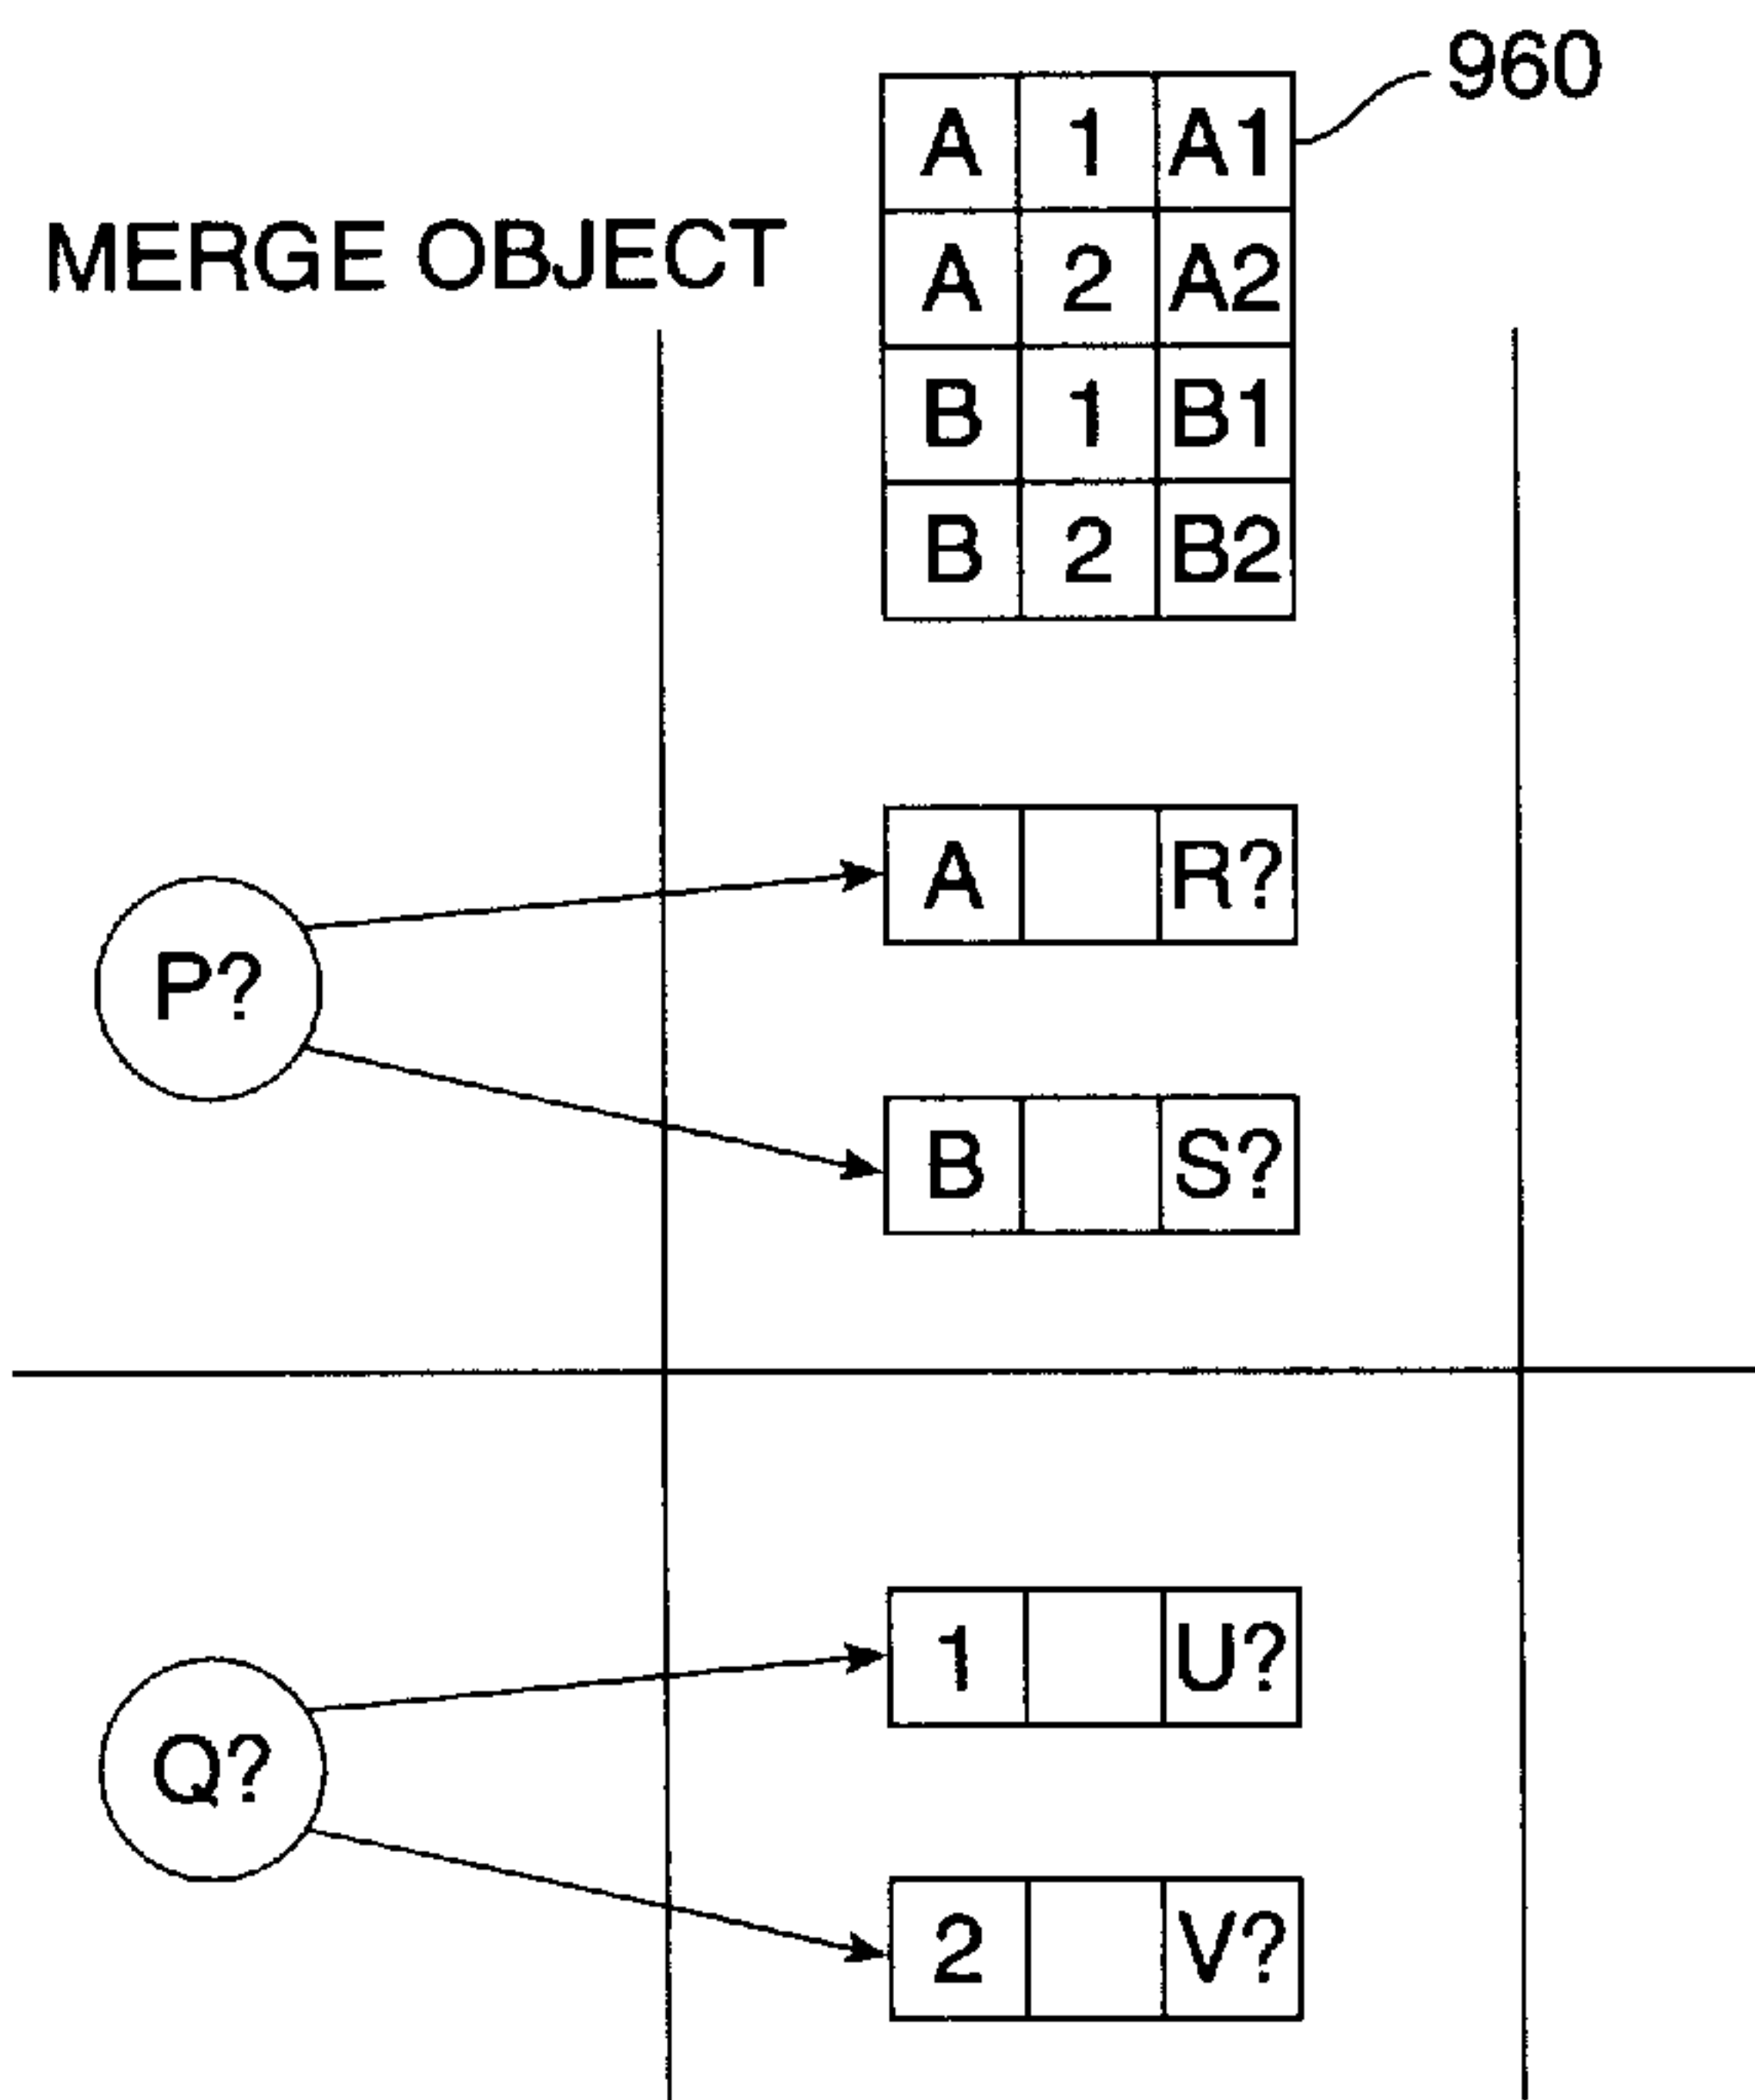 960
A 1 A1
MERGE OBJECT
A 2 A2
B 1 B1
B 2 B2
A R?
P?
B S?
1 U?
Q?
2 V?